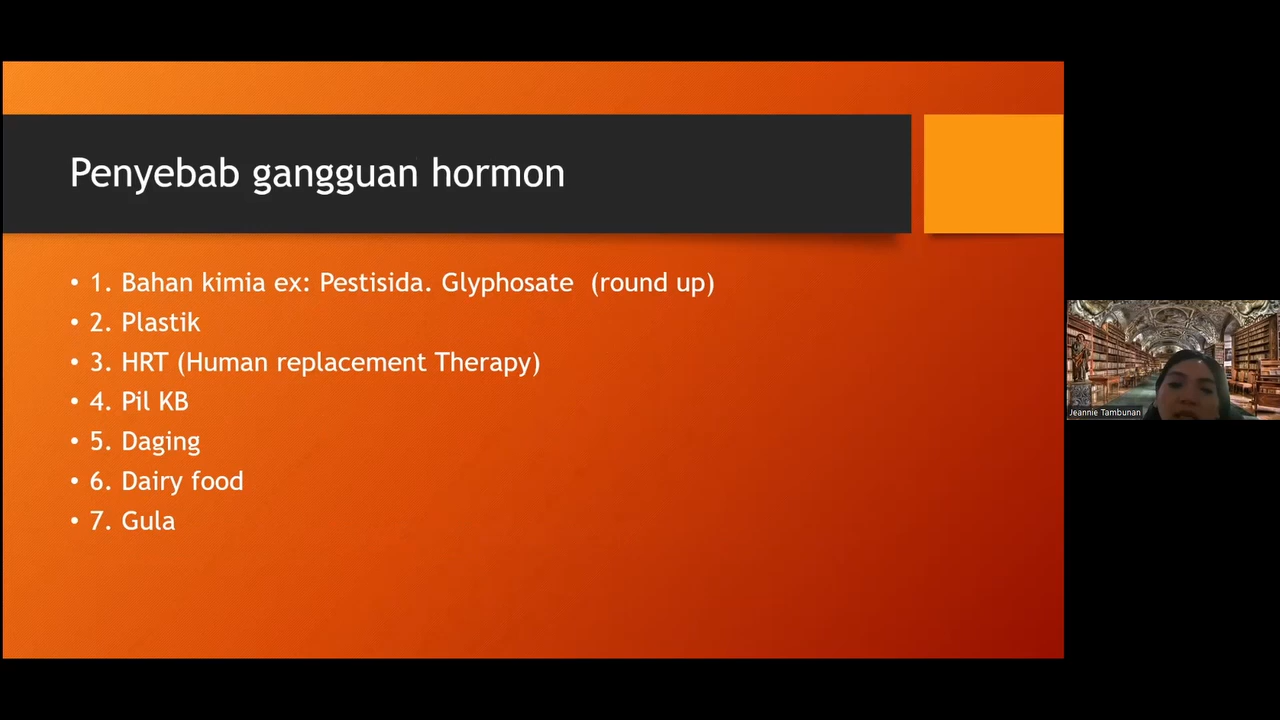 Penyebab gangguan hormon
• 1. Bahan kimia ex: Pestisida. Glyphosate (round up)
• 2. Plastik
• 3. HRT (Human replacement Therapy)
• 4. Pil KB
• 5. Daging
• 6. Dairy food
• 7. Gula
Jeannie Tambunan